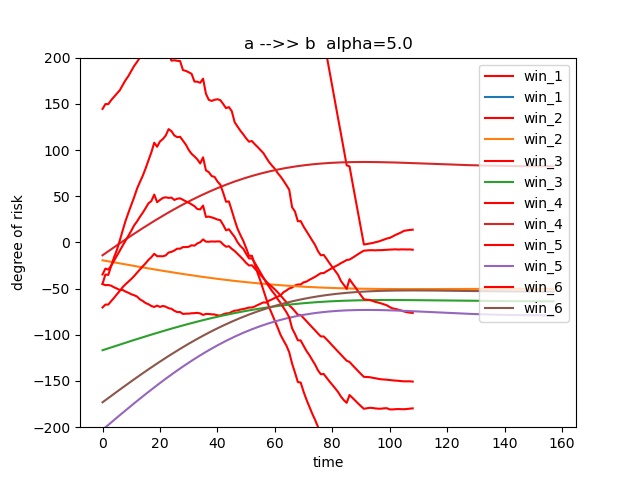 a -->> b  alpha=5.0
degree of risk
200
150
100
50
0
−50
−100
−150
−200
0
20
40
60
80
100
120
140
160
time
win_1
win_1
win_2
win_2
win_3
win_3
win_4
win_4
win_5
win_5
win_6
win_6